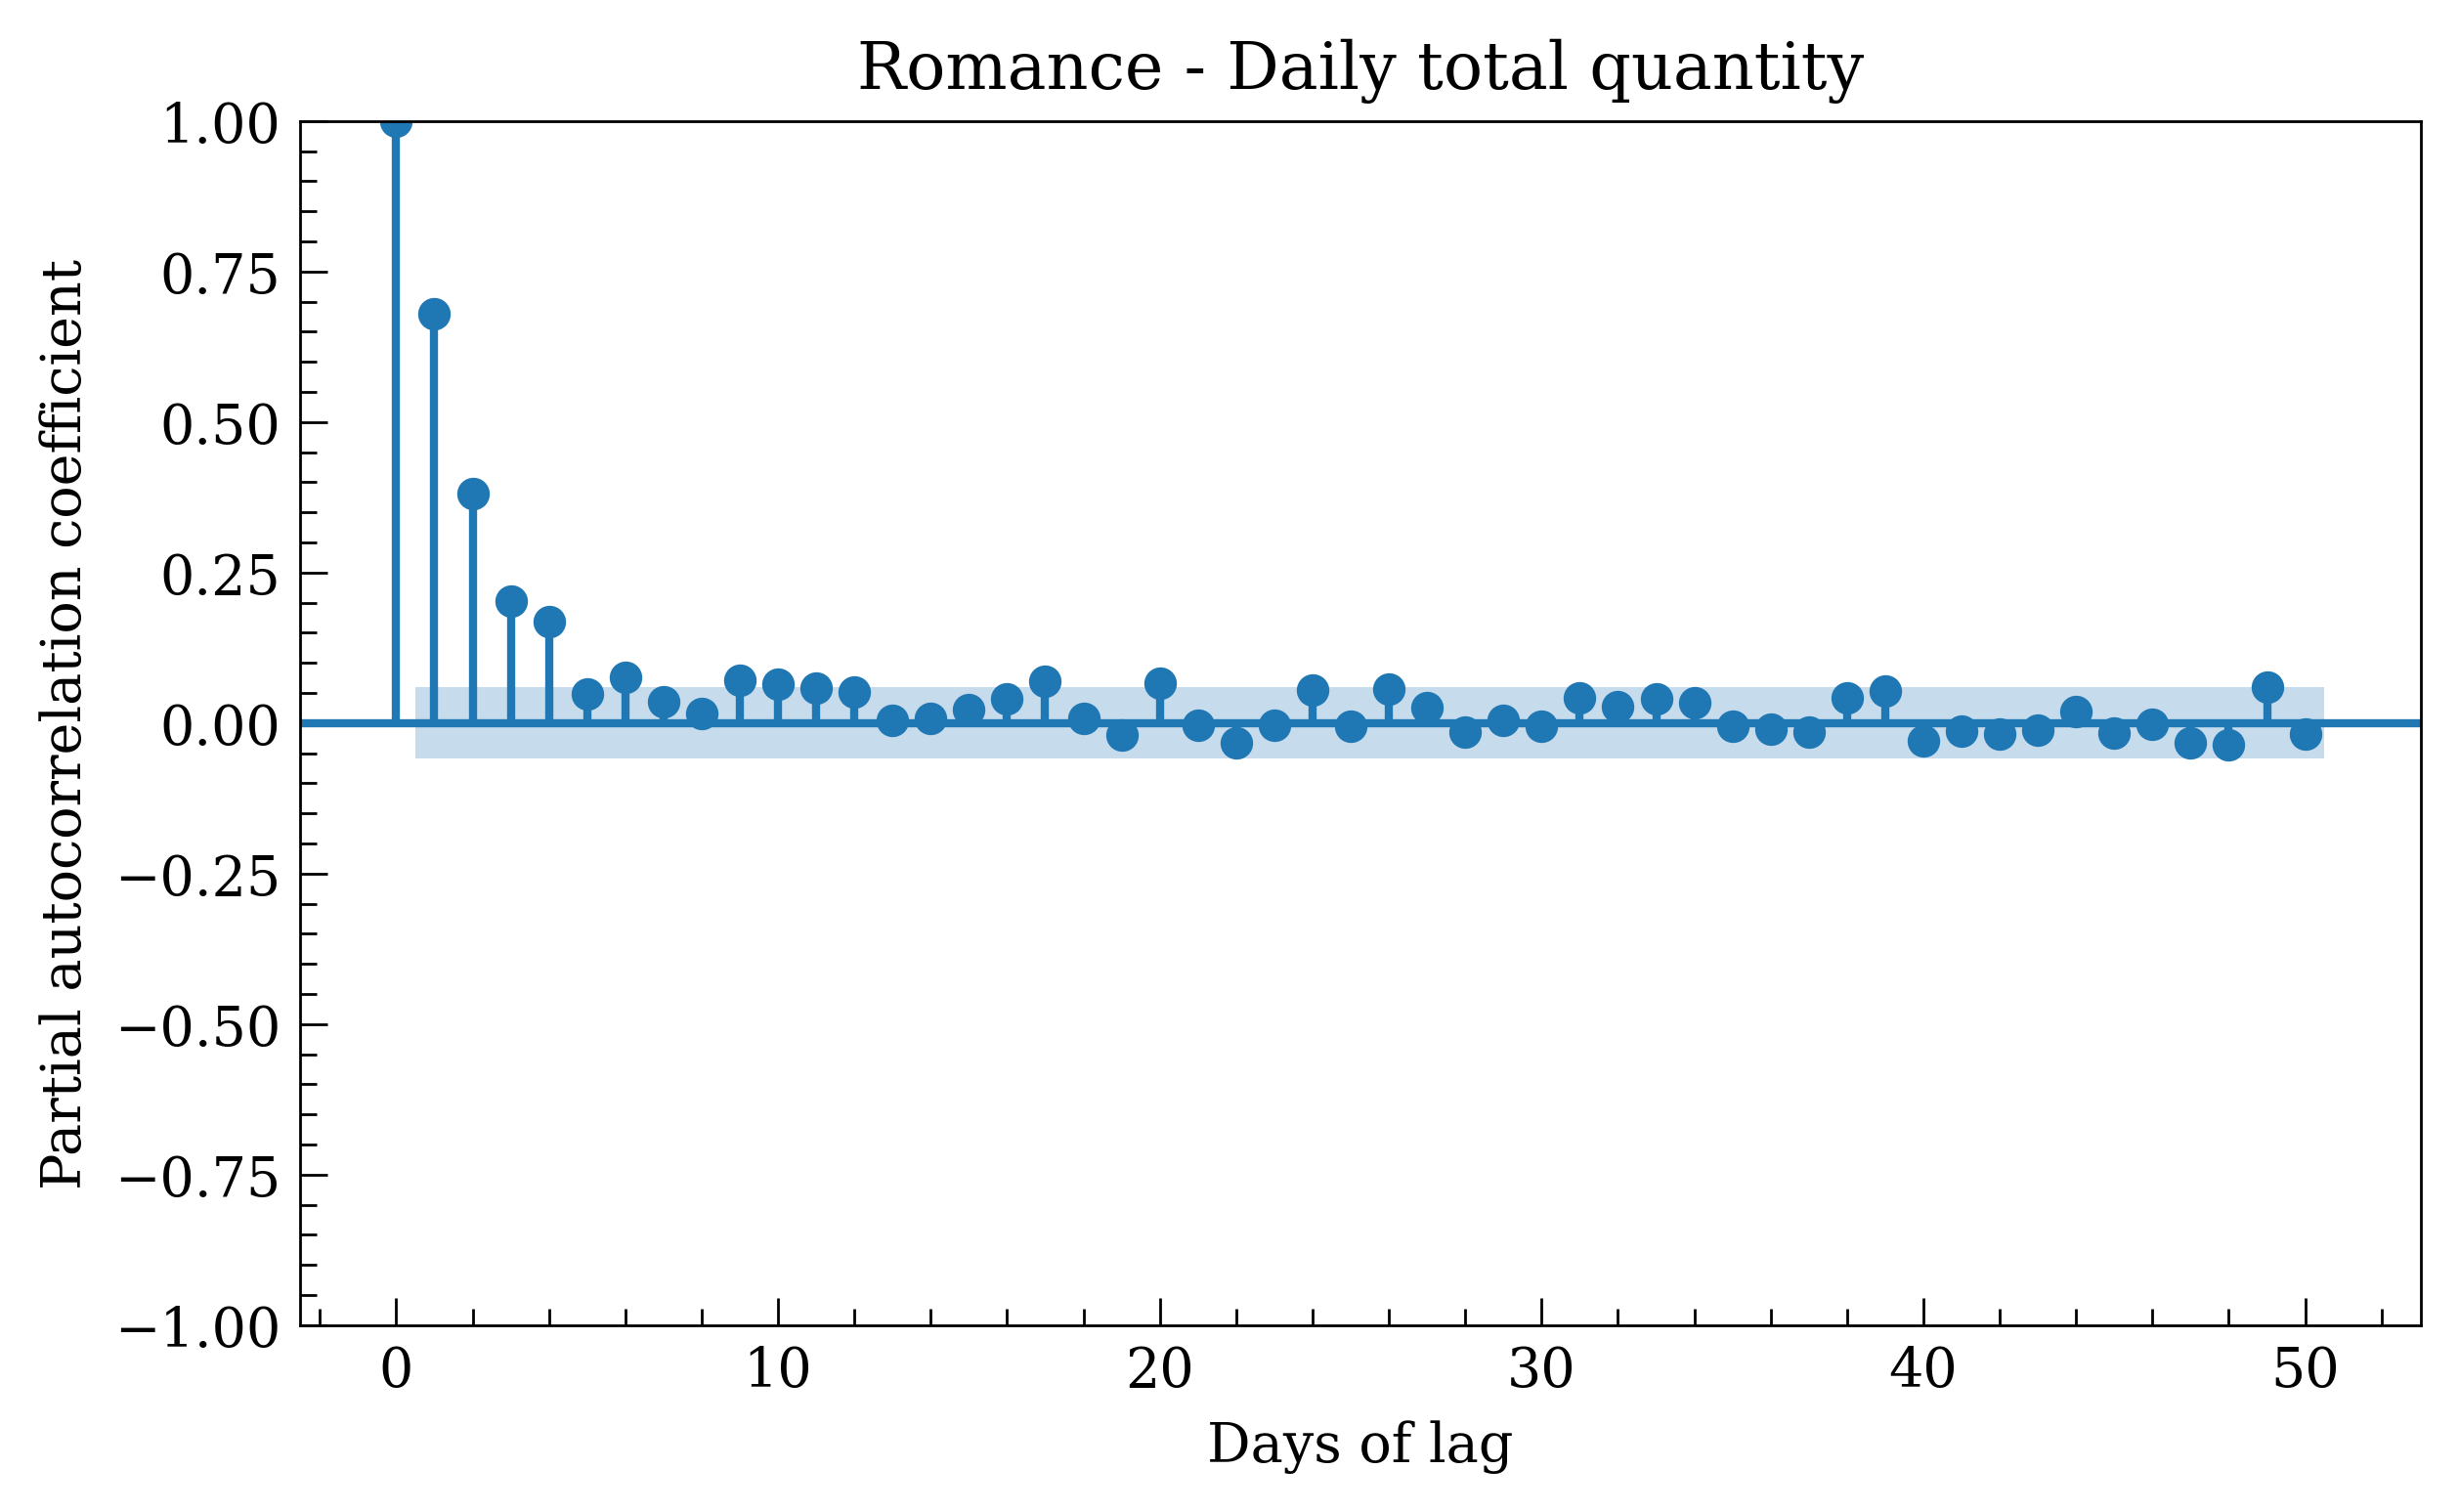 Romance - Daily total quantity
Partial autocorrelation coefficient
1.00
0.75
0.50
0.25
0.00
−0.25
−0.50
−0.75
−1.00
0 10 20 30 40 50
Days of lag